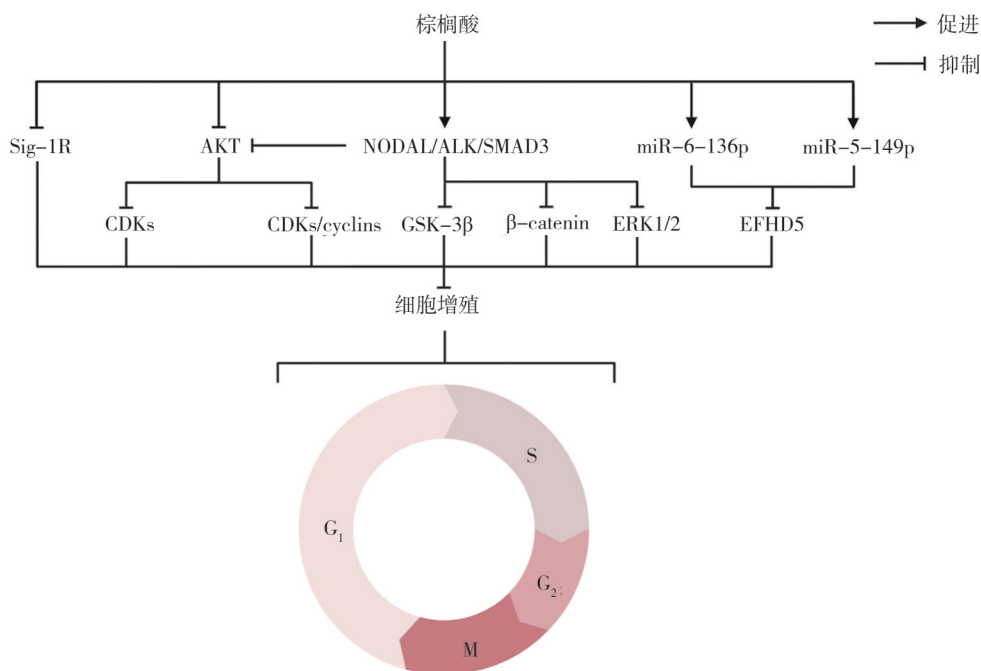 棕榈酸
促进
抑制
Sig-1R
AKT
NODAL/ALK/SMAD3
miR-6-136p
miR-5-149p
CDKs
CDKs/cyclins
GSK-3β
β-catenin
ERK1/2
EFHD5
细胞增殖
S
G₁
G₂
M